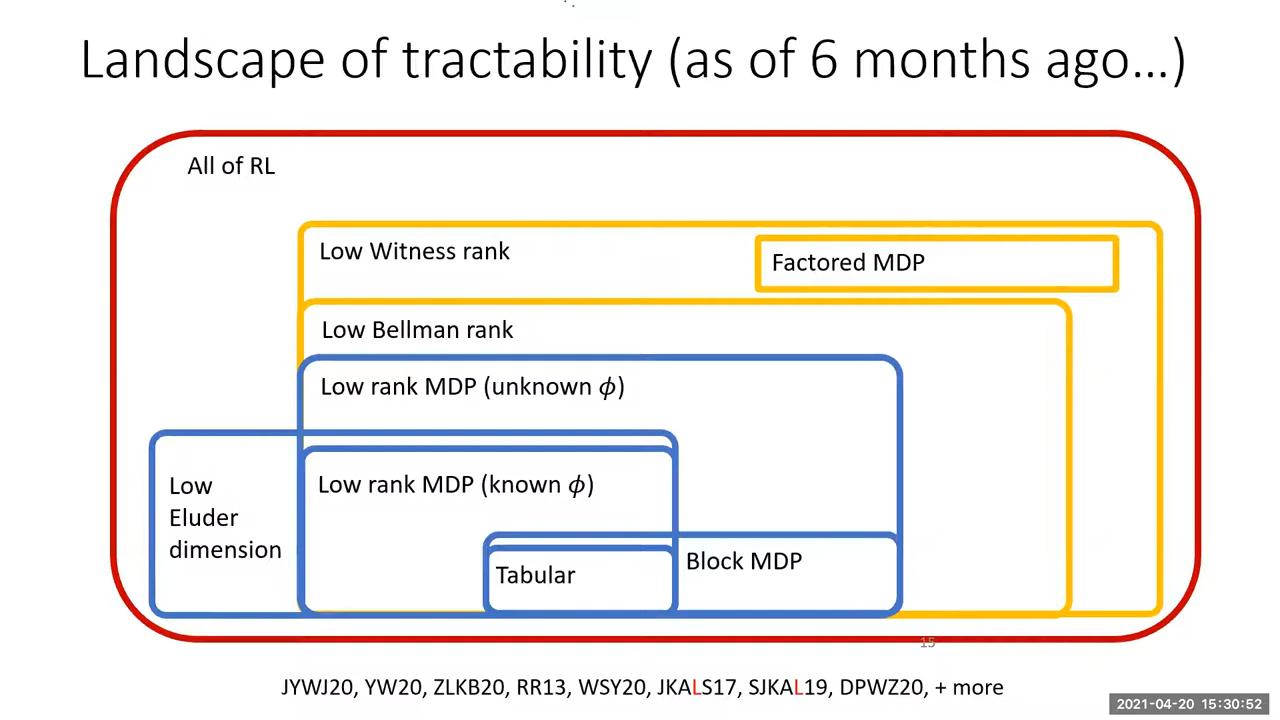 Landscape of tractability (as of 6 months ago...)
All of RL
Low Witness rank
Factored MDP
Low Bellman rank
Low rank MDP (unknown 𝜙)
Low
Eluder
dimension
Low rank MDP (known 𝜙)
Block MDP
Tabular
15
JYWJ20, YW20, ZLKB20, RR13, WSY20, JKALS17, SJKAL19, DPWZ20, + more
2021-04-20 15:30:52